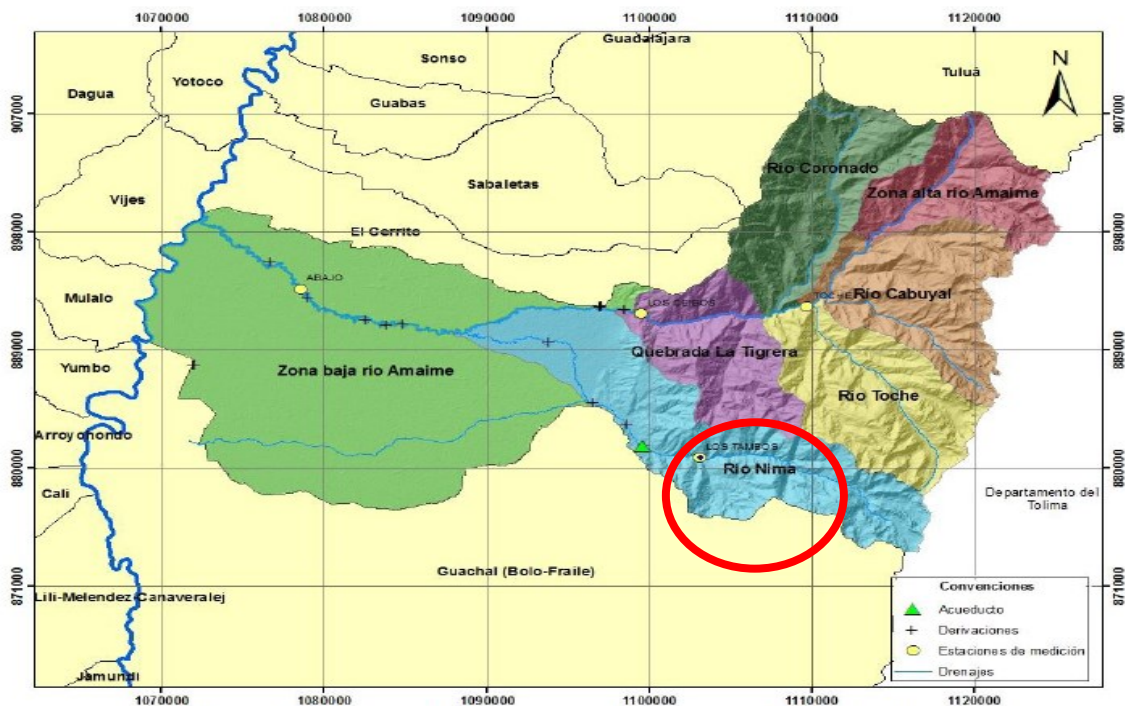 1070000 1080000 1090000 1100000 1110000 1120000
Guadalajara
Sonso
Tuluá
N
Yotoco
Dagua
Guabas
907000
907000
Río Coronado
Sabaletas
Zona alta río Amaime
Vijes
898000
898000
El Cerrito
ABAJO
Mulalo
LOS CEIBOS
TOCHE
Río Cabuyal
889000
889000
Quebrada La Tigrera
Yumbo
Zona baja río Amaime
Río Toche
Arroyohondo
LOS TAMBOS
880000
Río Nima
880000
Cali
Departamento del
Tolima
Guachal (Bolo-Fraile)
871000
871000
Lili-Melendez-Canaveralej
Convenciones
Acueducto
Derivaciones
Estaciones de medición
Drenajes
Jamundi
1070000 1080000 1090000 1100000 1110000 1120000